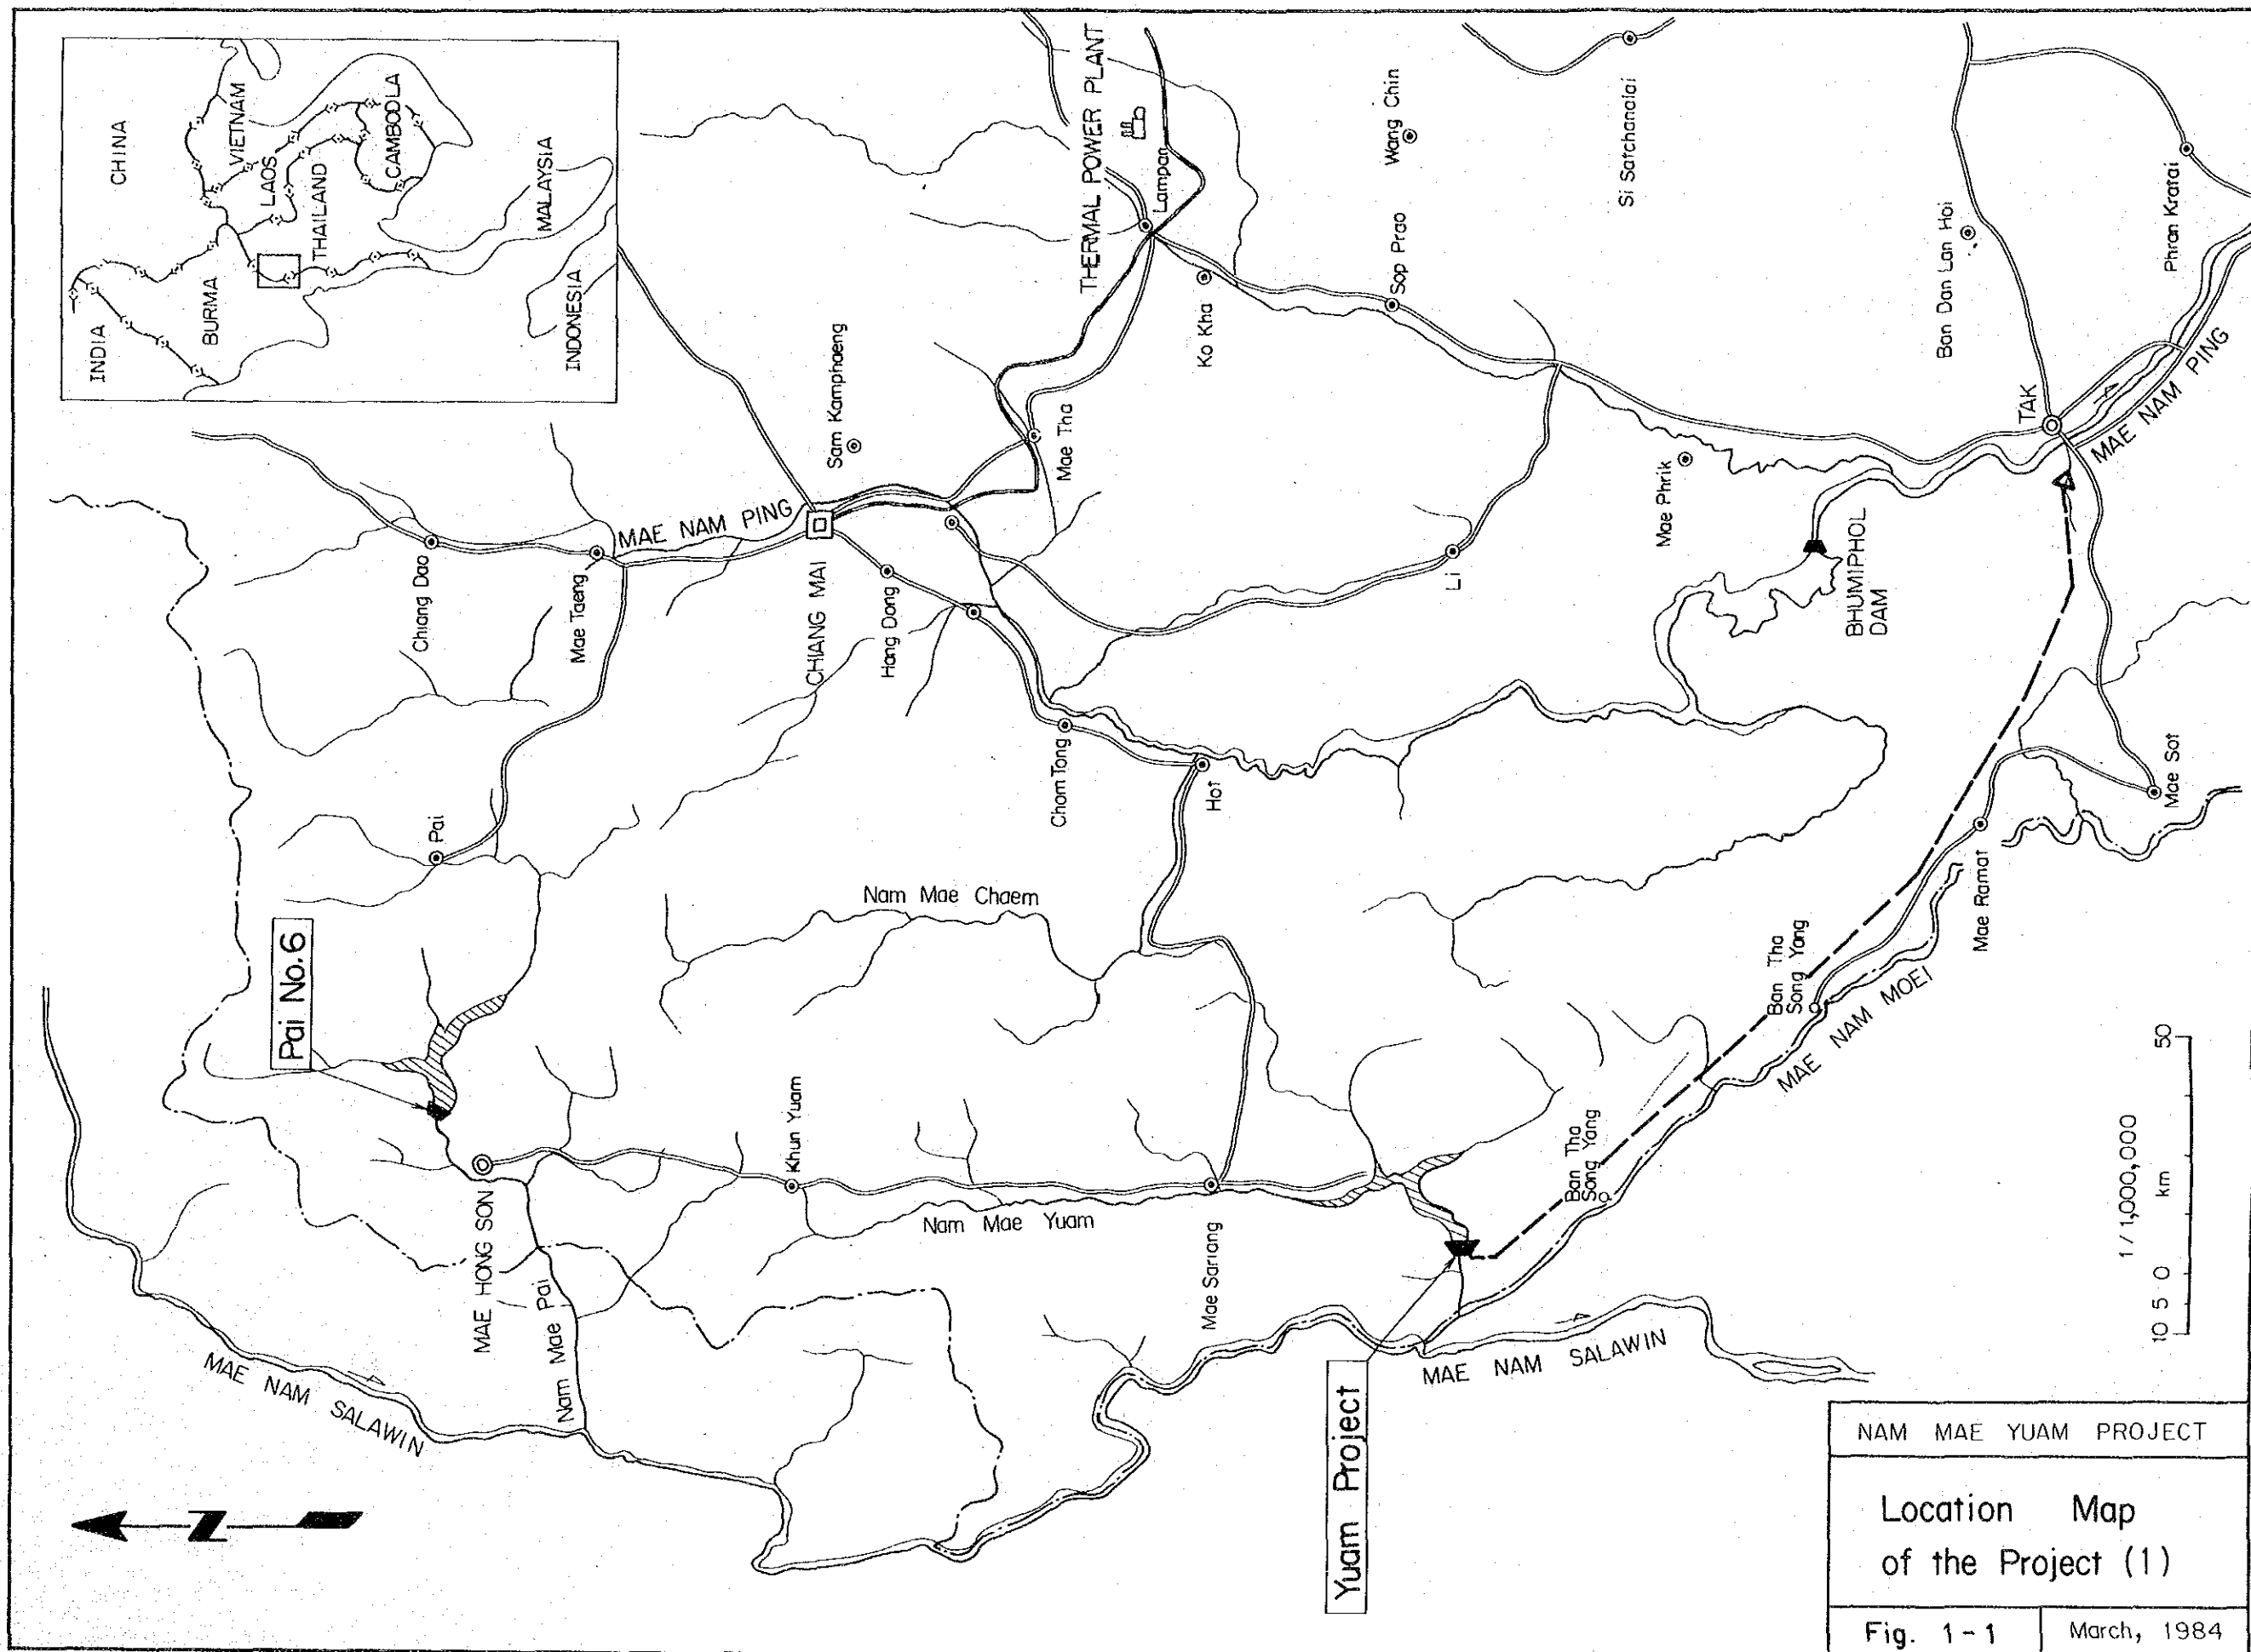 CHINA
INDIA
BURMA
VIETNAM
LAOS
THAILAND
CAMBODLA
MALAYSIA
INDONESIA
THERMAL POWER PLANT
Lampan
Wang Chin
Si Satchanalai
Ban Dan Lan Hoi
Phran Kratai
Sop Prao
Ko Kha
Sam Kamphaeng
Mae Tha
MAE NAM PING
CHIANG MAI
Chiang Dao
Mae Taeng
Hang Dong
Li
Mae Phrik
TAK
MAE NAM PING
BHUMIPHOL
DAM
Chom Tong
Hot
Pai
Pai No.6
Nam Mae Chaem
Mae Sot
Mae Ramat
Ban Tha
Song Yang
MAE NAM MOEI
Ban Tha
Song Yang
Khun Yuam
MAE HONG SON
Nam Mae Yuam
Nam Mae Pai
Mae Sariang
MAE NAM SALAWIN
MAE NAM SALAWIN
Yuam Project
N
1/1,000,000
10 5 0 km 50
NAM MAE YUAM PROJECT
Location Map
of the Project (1)
Fig. 1-1
March, 1984